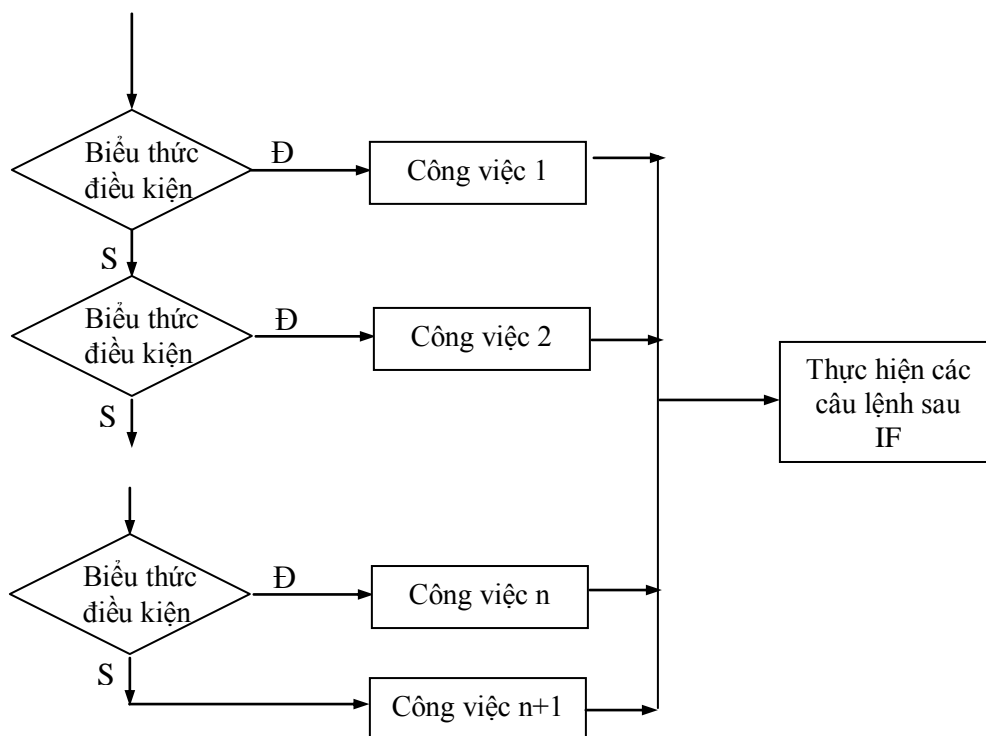 Biểu thức
điều kiện
Đ
Công việc 1
S
Biểu thức
điều kiện
Đ
Công việc 2
S
Thực hiện các
câu lệnh sau
IF
Biểu thức
điều kiện
Đ
Công việc n
S
Công việc n+1